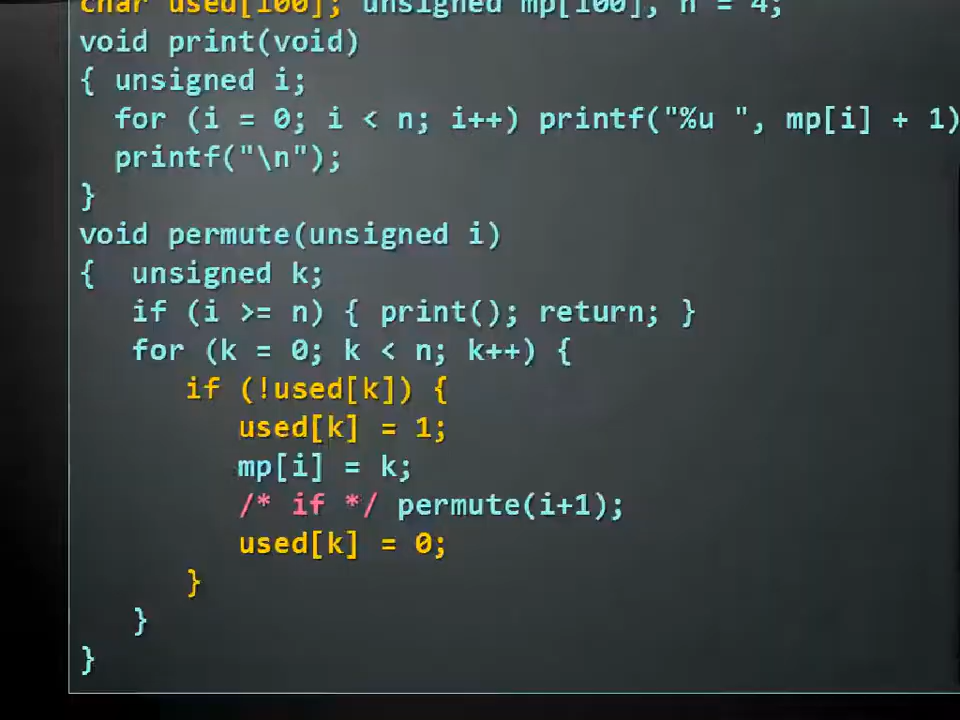 char used[100]; unsigned mp[100], n = 4;
void print(void)
{ unsigned i;
for (i = 0; i < n; i++) printf("%u ", mp[i] + 1)
printf("\n");
}
void permute(unsigned i)
{ unsigned k;
if (i >= n) { print(); return; }
for (k = 0; k < n; k++) {
if (!used[k]) {
used[k] = 1;
mp[i] = k;
/* if */ permute(i+1);
used[k] = 0;
}
}
}